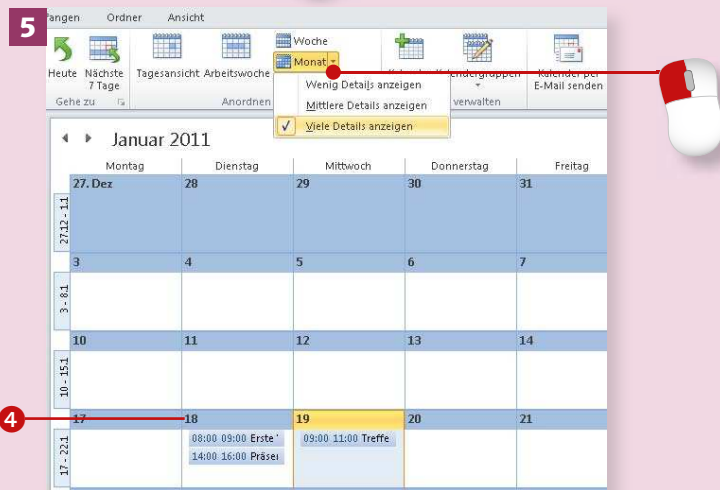 5
Ordner Ansicht
Heute Nächste 7 Tage Tagesansicht Arbeitswoche
Woche
Monat
Wenig Details anzeigen
Mittlere Details anzeigen
Viele Details anzeigen
E-Mail senden
Gehe zu Anordnen verwalten
Januar 2011
Montag Dienstag Mittwoch Donnerstag Freitag
27. Dez 28 29 30 31
27.12 - 1.1
3 4 5 6 7
3 - 8.1
10 11 12 13 14
10 - 15.1
4
17 18 19 20 21
17 - 22.1
08:00 09:00 Erste 09:00 11:00 Treffe
14:00 16:00